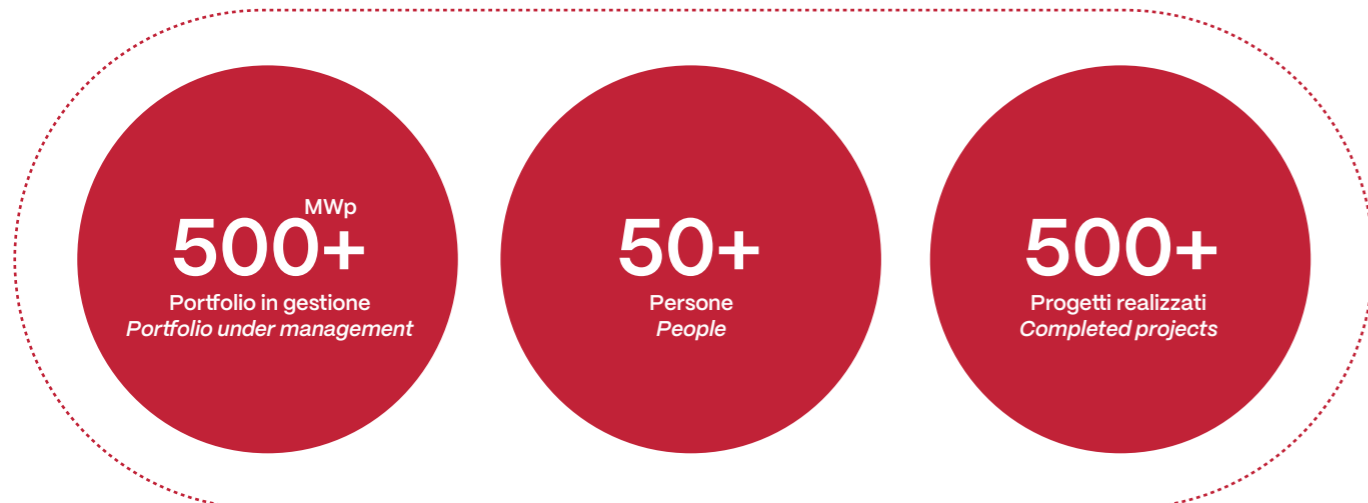 MWp
500+
Portfolio in gestione
Portfolio under management
50+
Persone
People
500+
Progetti realizzati
Completed projects